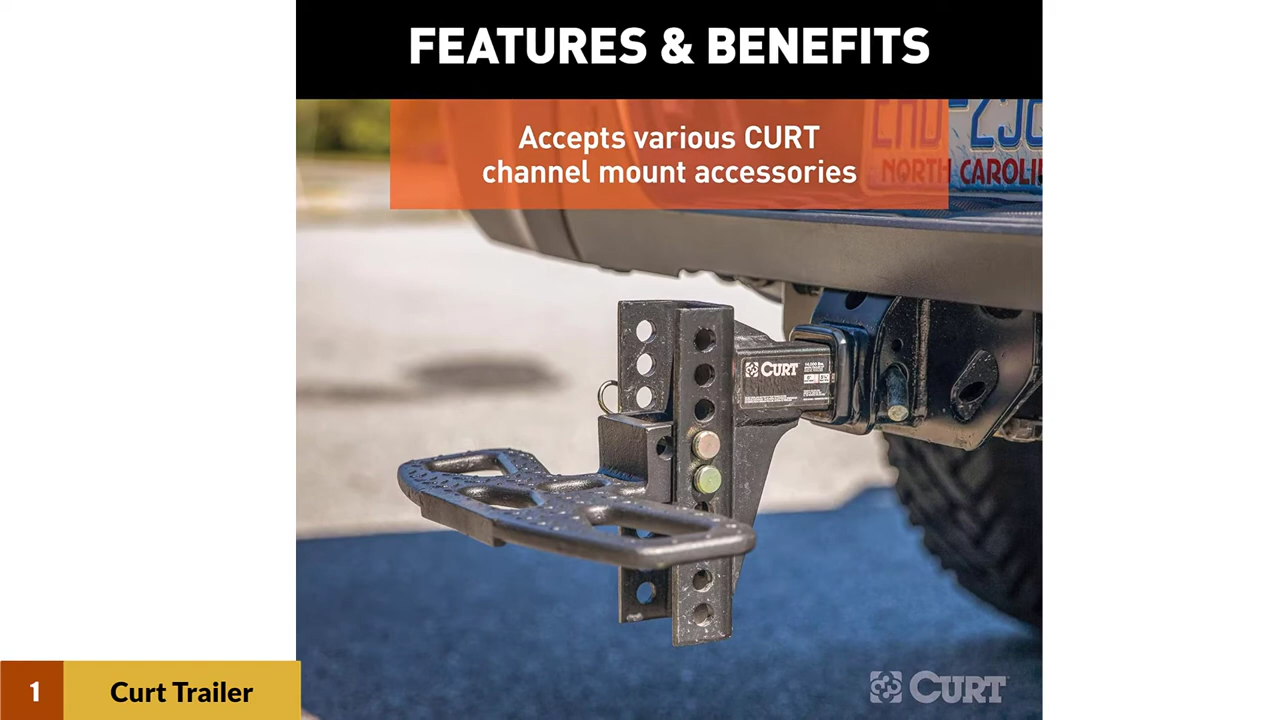 FEATURES & BENEFITS
Accepts various CURT
channel mount accessories
NORTH CAROLI
CURT
1
Curt Trailer
CURT